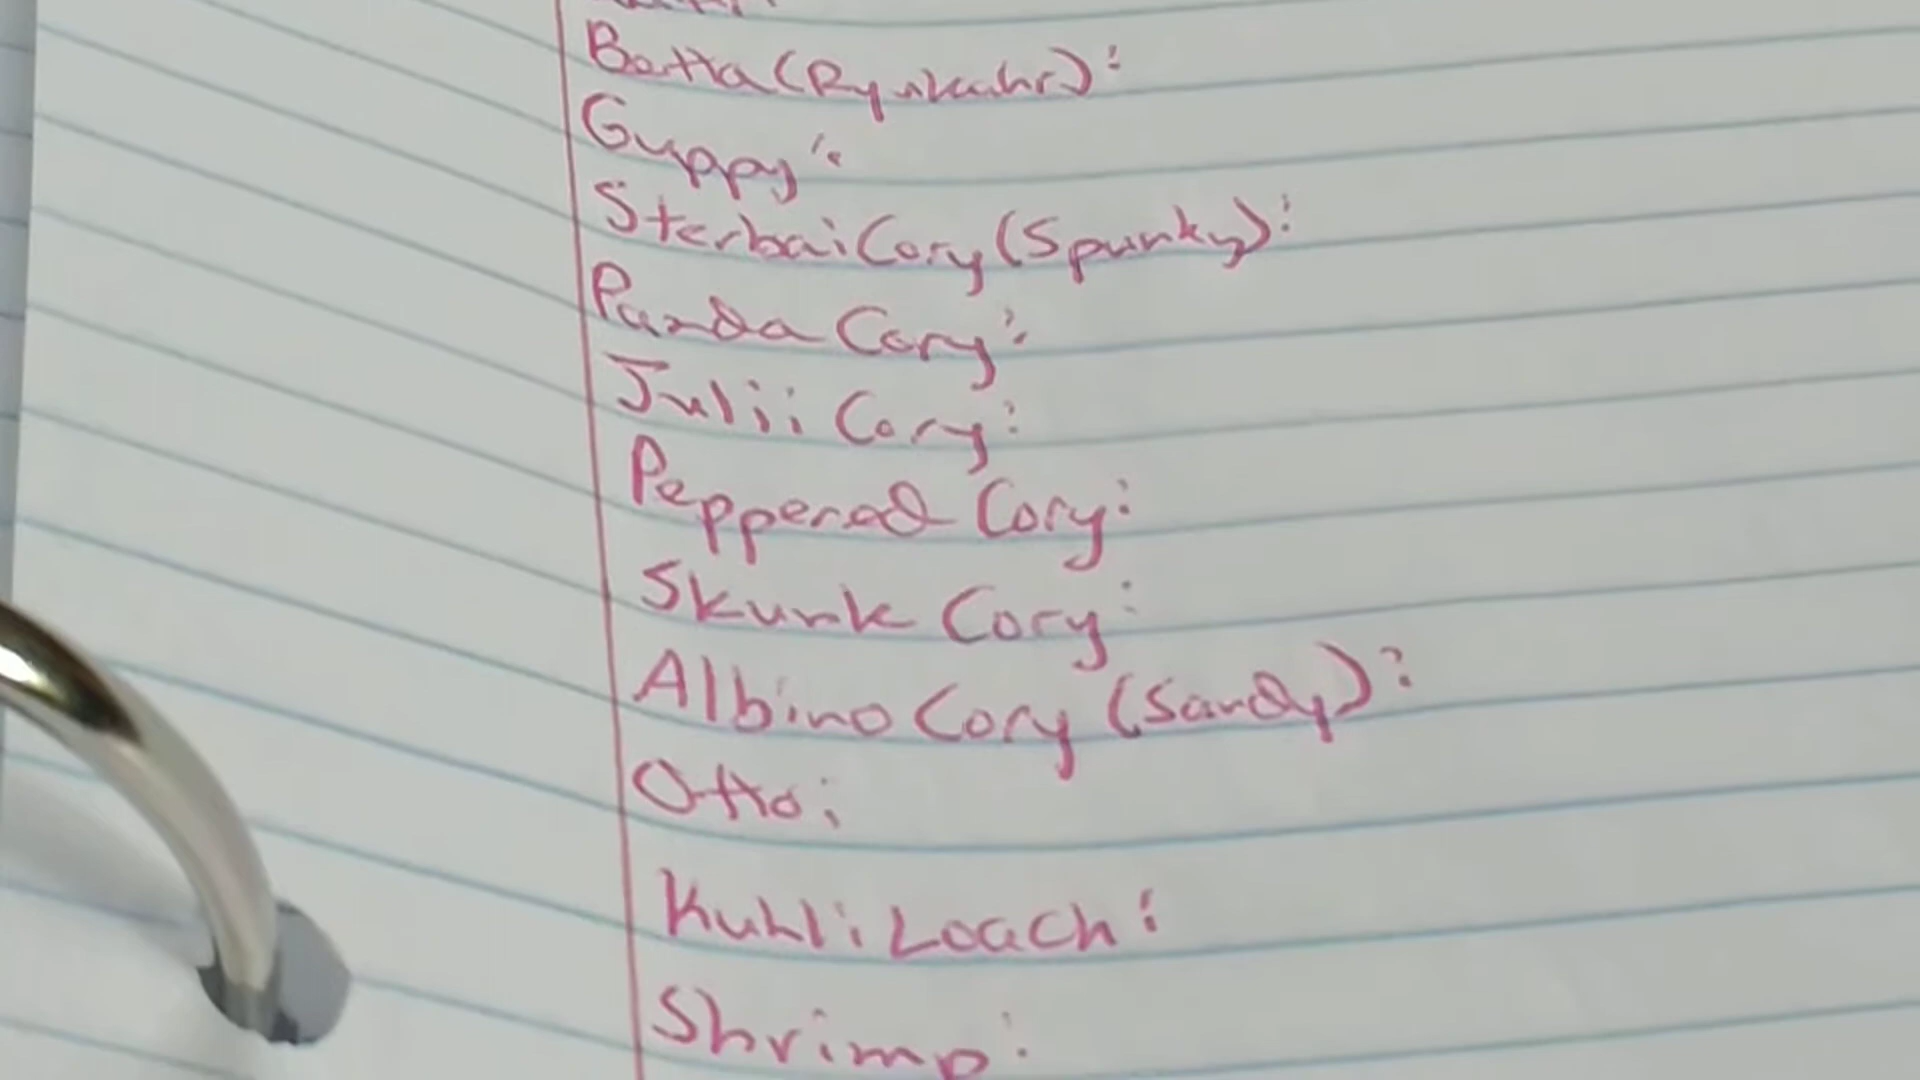 Betta (Ryukahr):
Guppy:
Sterbai Cory (Spunky):
Panda Cory:
Julii Cory:
Peppered Cory:
Skunk Cory:
Albino Cory (Sandy):
Otto:
Kuhli Loach:
Shrimp: